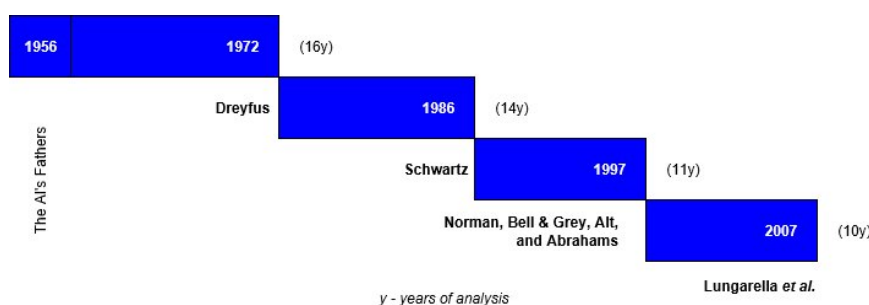 1956
1972
(16y)
The AI's Fathers
Dreyfus
1986
(14y)
Schwartz
1997
(11y)
Norman, Bell & Grey, Alt,
and Abrahams
2007
(10y)
Lungarella et al.
y - years of analysis